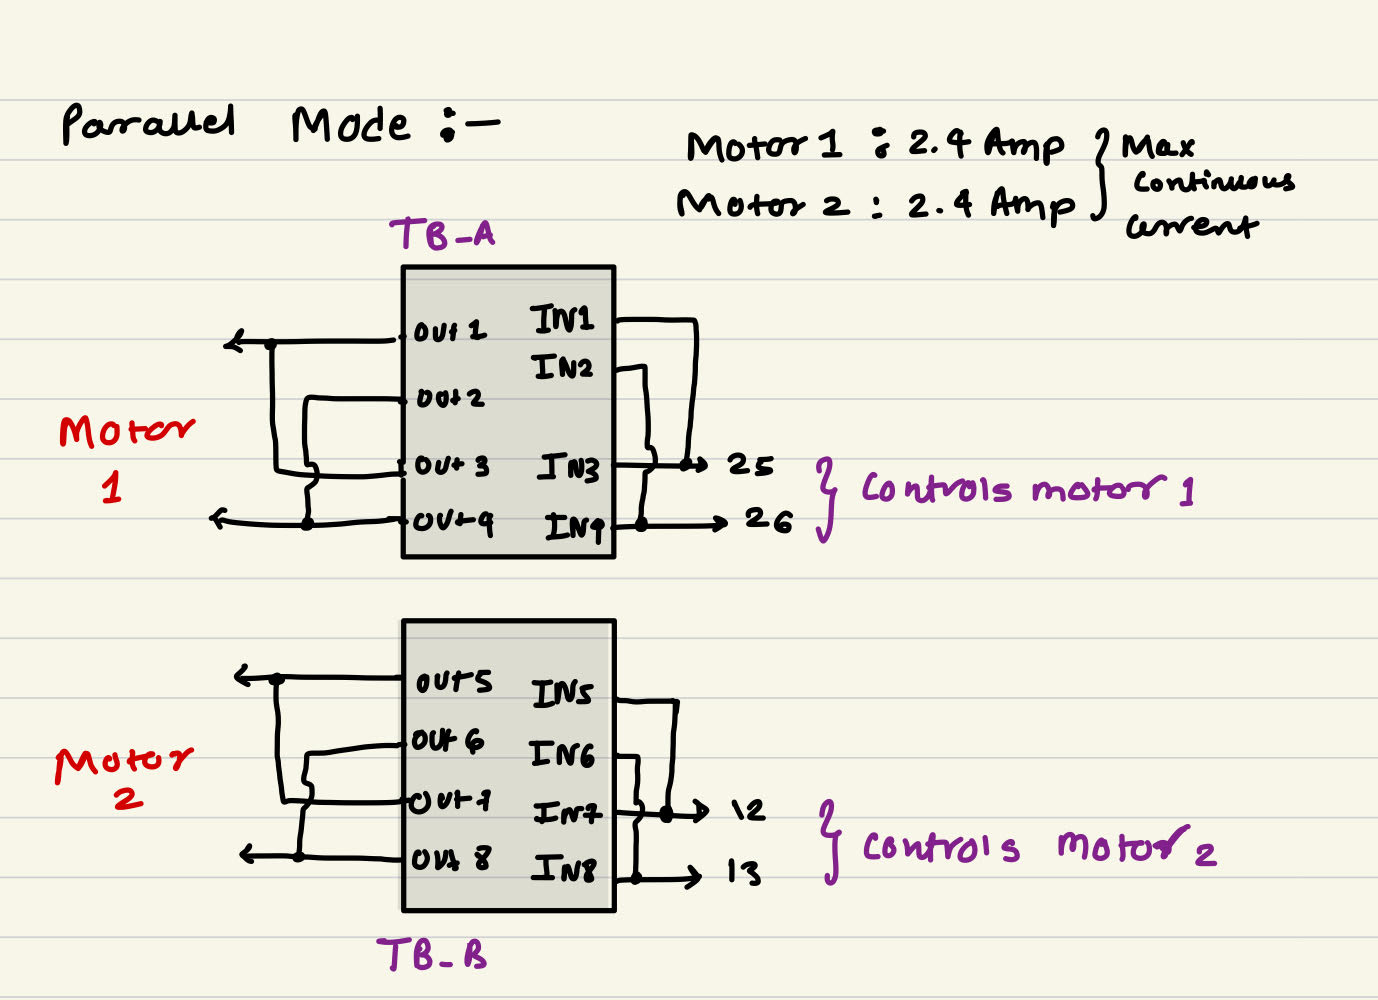 Parallel Mode :-
Motor 1 : 2.4 Amp
Motor 2 : 2.4 Amp
Max
continuous
current
TB_A
OUT 1
OUT 2
OUT 3
OUT 4
IN1
IN2
IN3
IN4
Motor
1
25
26
Controls motor 1
OUT 5
OUT 6
OUT 7
OUT 8
IN5
IN6
IN7
IN8
Motor
2
12
13
Controls Motor 2
TB_B